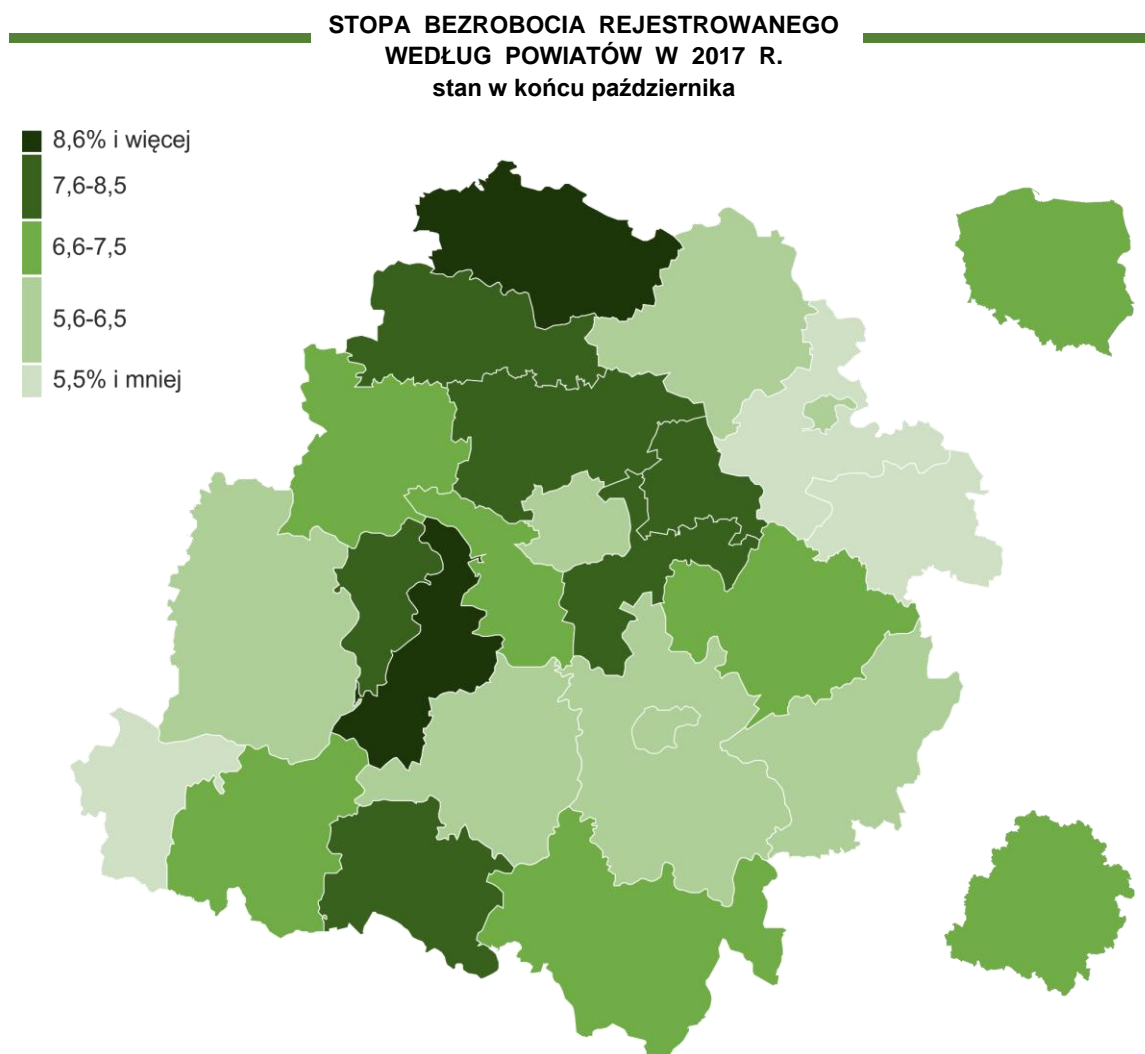 STOPA BEZROBOCIA REJESTROWANEGO
WEDŁUG POWIATÓW W 2017 R.
stan w końcu października
8,6% i więcej
7,6-8,5
6,6-7,5
5,6-6,5
5,5% i mniej